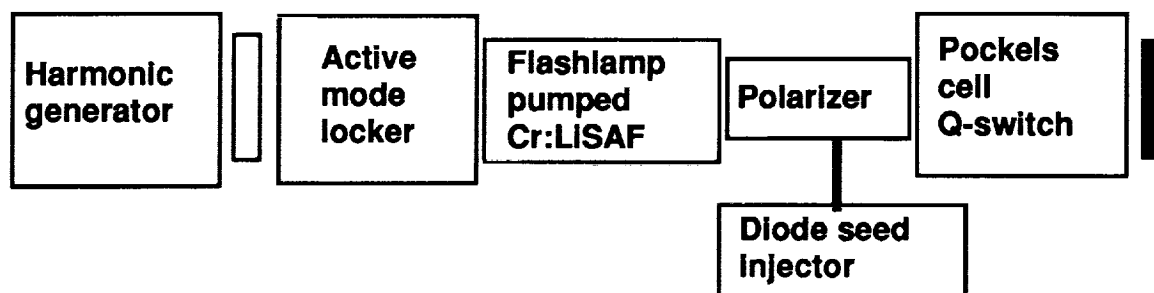 Harmonic
generator
Active
mode
locker
Flashlamp
pumped
Cr:LiSAF
Polarizer
Pockels
cell
Q-switch
Diode seed
injector